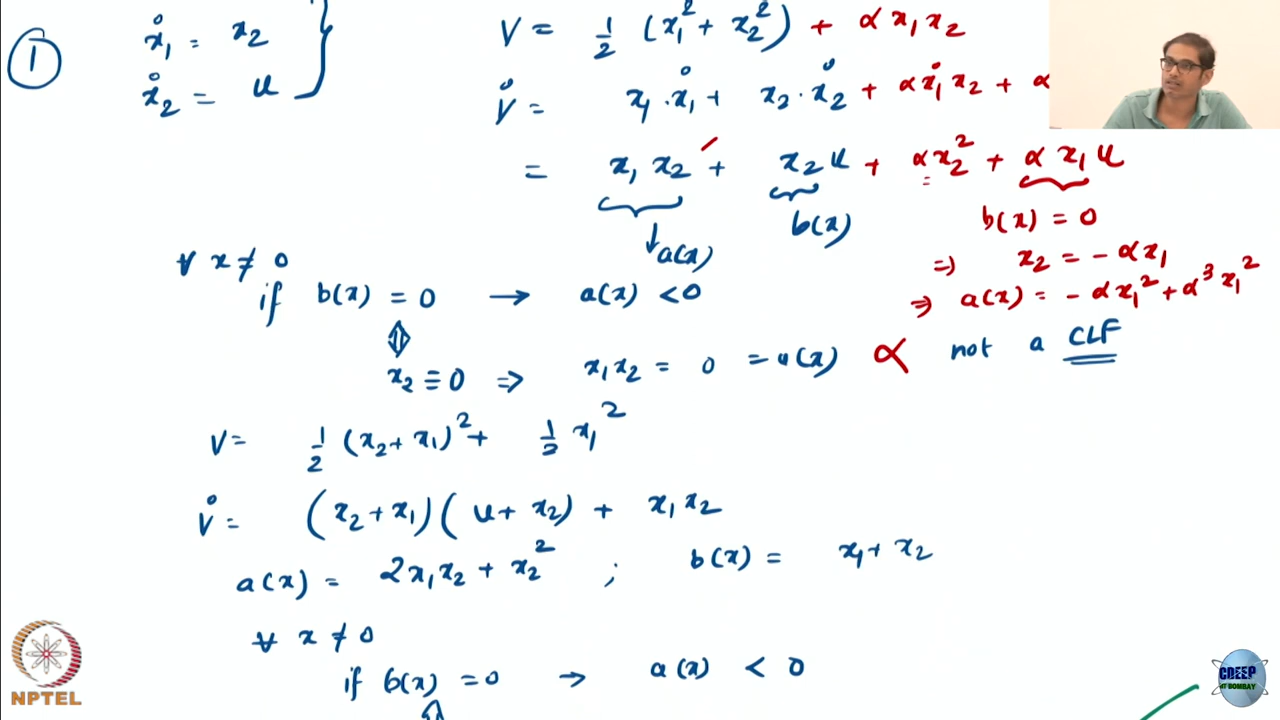 ① ẋ₁ = x₂
ẋ₂ = u }
V = 1/2 (x₁² + x₂²) + α x₁ x₂
V̇ = x₁ · ẋ₁ + x₂ · ẋ₂ + α ẋ₁ x₂ + α
= x₁ x₂ + x₂ u + α x₂² + α x₁ u
↓ a(x)
b(x)
b(x) = 0
⇒ x₂ = - α x₁
⇒ a(x) = - α x₁² + α³ x₁²
∀ x ≠ 0
if b(x) = 0 → a(x) < 0
⇕
x₂ ≡ 0 ⇒ x₁ x₂ = 0 = a(x) α not a CLF
V = 1/2 (x₂ + x₁)² + 1/2 x₁²
V̇ = (x₂ + x₁) (u + x₂) + x₁ x₂
a(x) = 2x₁ x₂ + x₂² ; b(x) = x₁ + x₂
∀ x ≠ 0
if b(x) = 0 → a(x) < 0
NPTEL
CDEEP
IIT BOMBAY